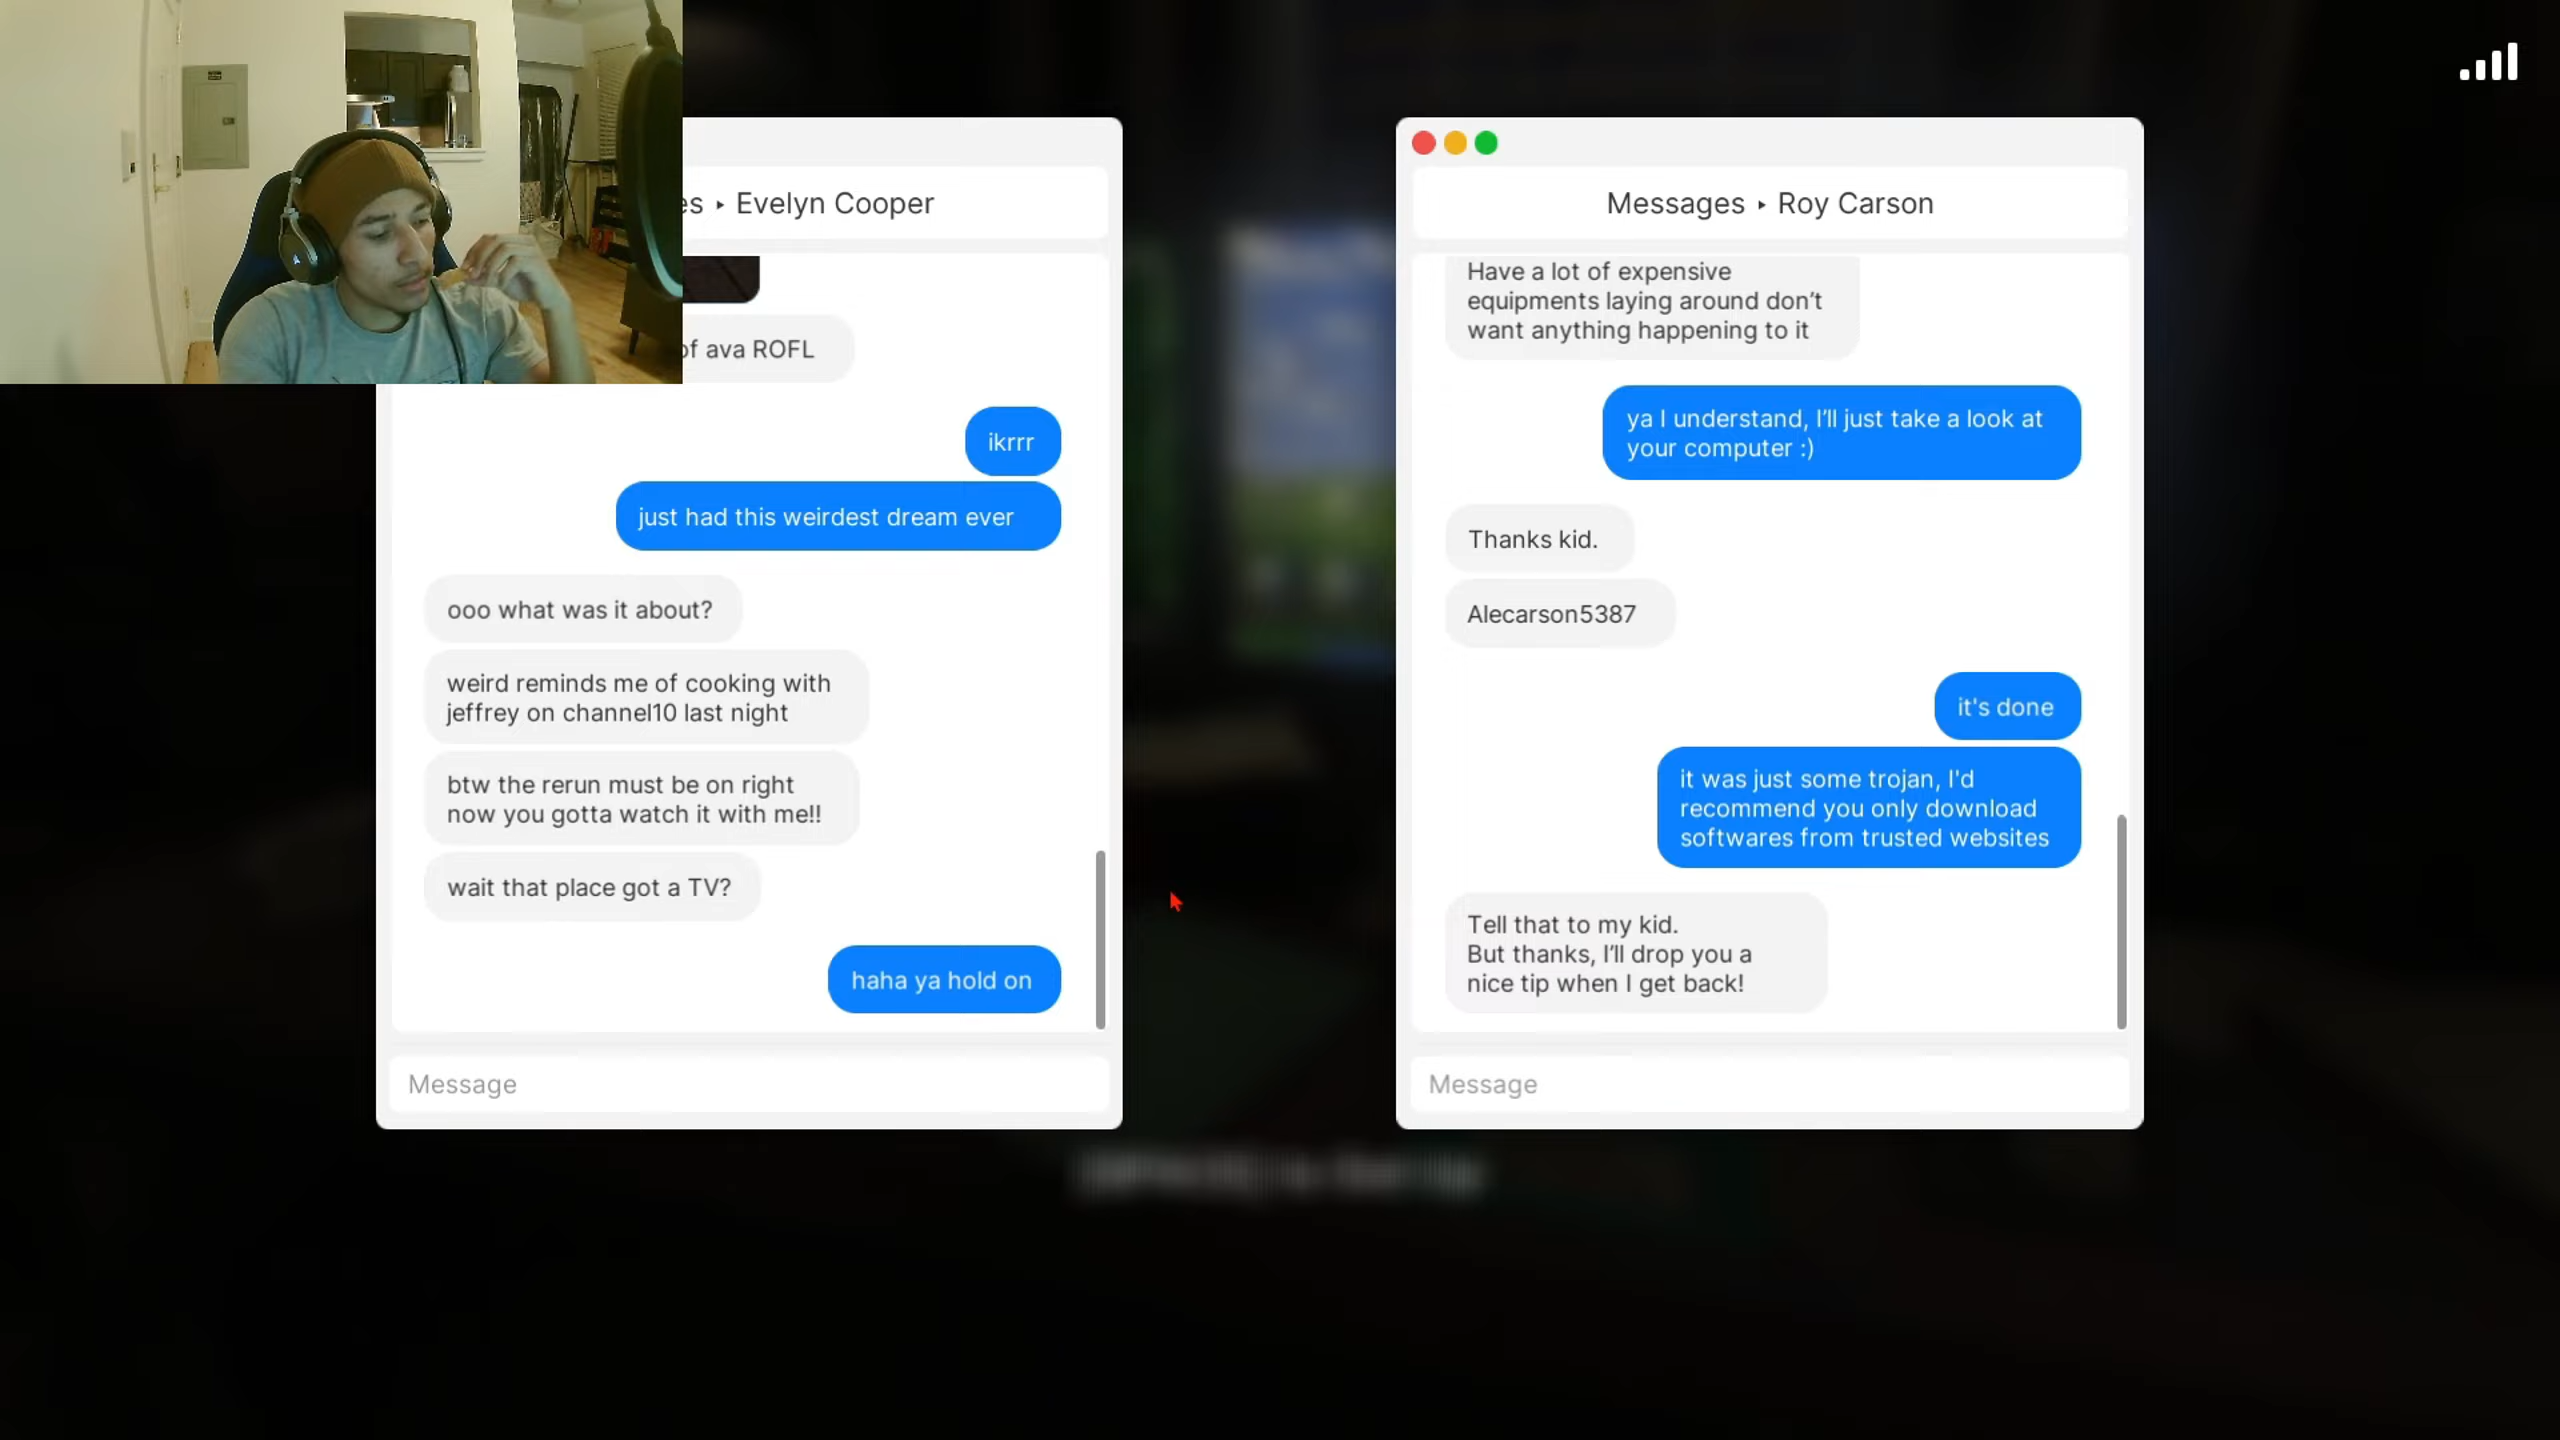 Evelyn Cooper
of ava ROFL
ikrrr
just had this weirdest dream ever
ooo what was it about?
weird reminds me of cooking with
jeffrey on channel10 last night
btw the rerun must be on right
now you gotta watch it with me!!
wait that place got a TV?
haha ya hold on
Message
Messages ‣ Roy Carson
Have a lot of expensive
equipments laying around don’t
want anything happening to it
ya I understand, I’ll just take a look at
your computer :)
Thanks kid.
Alecarson5387
it's done
it was just some trojan, I'd
recommend you only download
softwares from trusted websites
Tell that to my kid.
But thanks, I’ll drop you a
nice tip when I get back!
Message